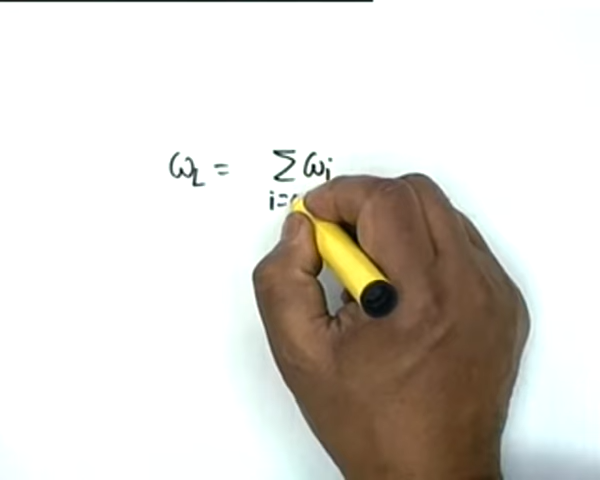 ω_L = Σ ω_i
i=